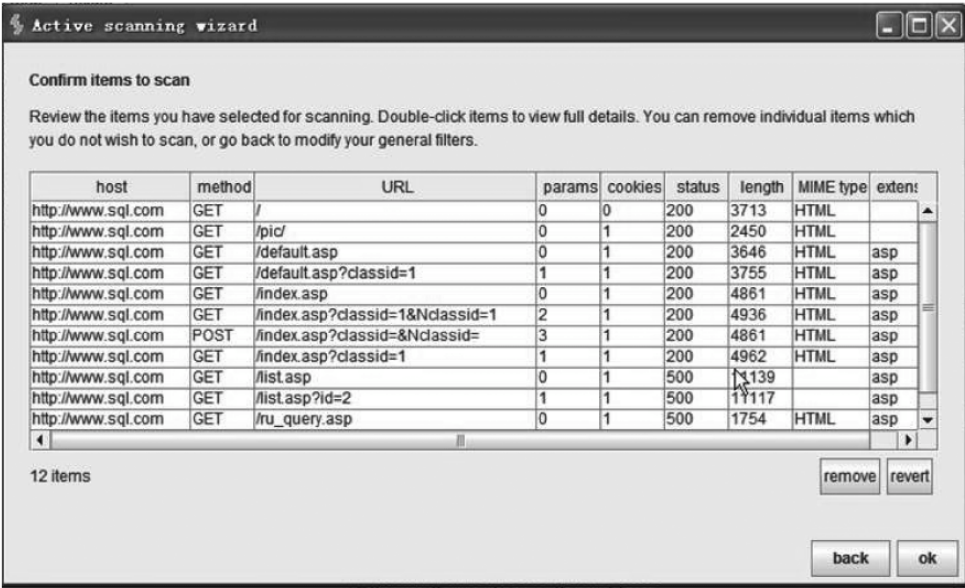 Active scanning wizard
Confirm items to scan
Review the items you have selected for scanning. Double-click items to view full details. You can remove individual items which
you do not wish to scan, or go back to modify your general filters.
host method URL params cookies status length MIME type extens
http://www.sql.com GET / 0 0 200 3713 HTML
http://www.sql.com GET /pic/ 0 1 200 2450 HTML
http://www.sql.com GET /default.asp 0 1 200 3646 HTML asp
http://www.sql.com GET /default.asp?classid=1 1 1 200 3755 HTML asp
http://www.sql.com GET /index.asp 0 1 200 4861 HTML asp
http://www.sql.com GET /index.asp?classid=1&Nclassid=1 2 1 200 4936 HTML asp
http://www.sql.com POST /index.asp?classid=&Nclassid= 3 1 200 4861 HTML asp
http://www.sql.com GET /index.asp?classid=1 1 1 200 4962 HTML asp
http://www.sql.com GET /list.asp 0 1 500 11139 asp
http://www.sql.com GET /list.asp?id=2 1 1 500 11117 asp
http://www.sql.com GET /ru_query.asp 0 1 500 1754 HTML asp
12 items
remove revert
back ok